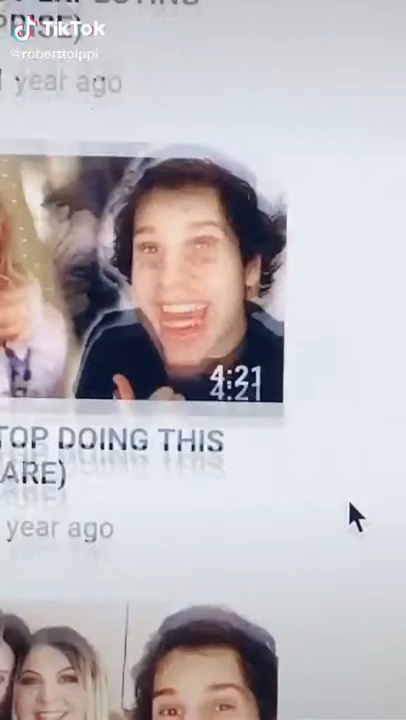 TikTok
@roberttolppi
year ago
4:21
TOP DOING THIS
ARE)
year ago